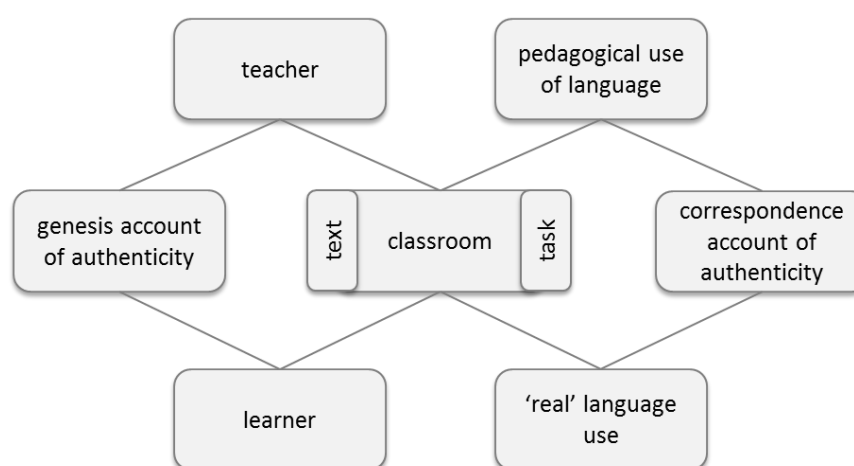 teacher
pedagogical use
of language
genesis account
of authenticity
text
classroom
task
correspondence
account of
authenticity
learner
‘real’ language
use